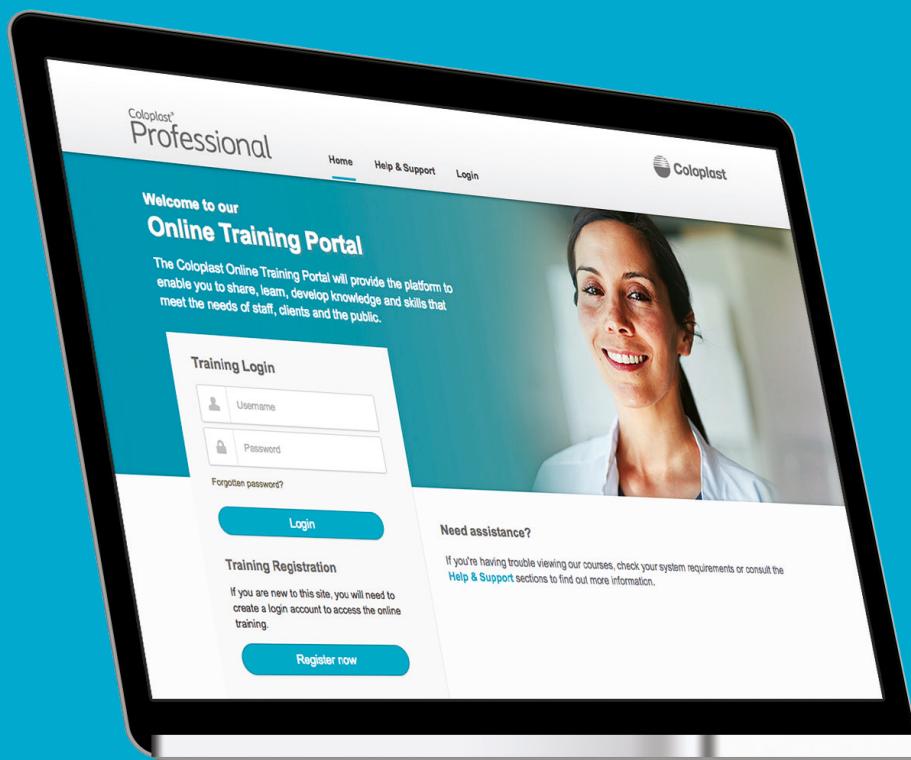 Coloplast®
Professional
Home
Help & Support
Login
Coloplast
Welcome to our
Online Training Portal
The Coloplast Online Training Portal will provide the platform to
enable you to share, learn, develop knowledge and skills that
meet the needs of staff, clients and the public.
Training Login
Username
Password
Forgotten password?
Login
Training Registration
If you are new to this site, you will need to
create a login account to access the online
training.
Register now
Need assistance?
If you're having trouble viewing our courses, check your system requirements or consult the
Help & Support sections to find out more information.